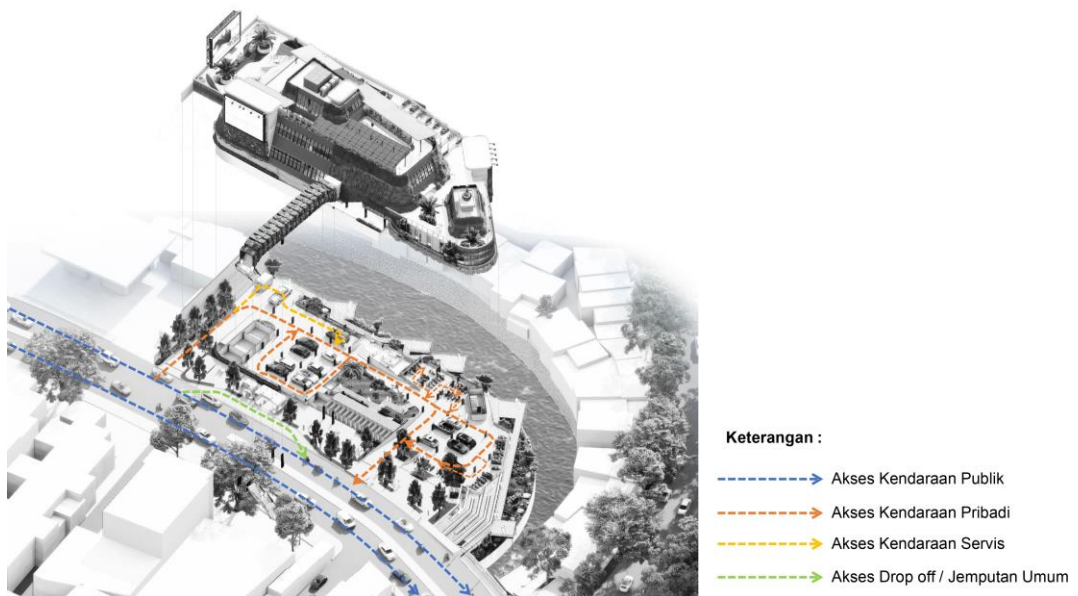 Keterangan :
Akses Kendaraan Publik
Akses Kendaraan Pribadi
Akses Kendaraan Servis
Akses Drop off / Jemputan Umum